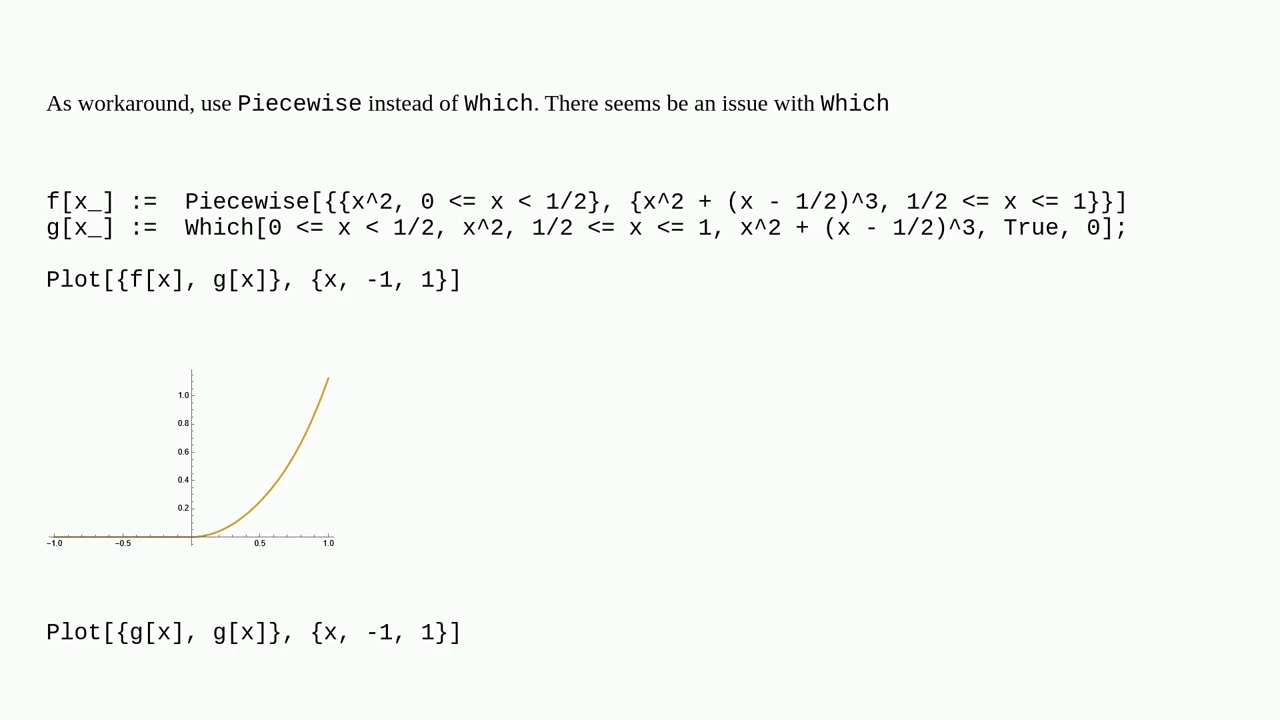 As workaround, use Piecewise instead of Which. There seems be an issue with Which
f[x_] :=  Piecewise[{{x^2, 0 <= x < 1/2}, {x^2 + (x - 1/2)^3, 1/2 <= x <= 1}}]
g[x_] :=  Which[0 <= x < 1/2, x^2, 1/2 <= x <= 1, x^2 + (x - 1/2)^3, True, 0];
Plot[{f[x], g[x]}, {x, -1, 1}]
1.0
0.8
0.6
0.4
0.2
-1.0 -0.5 0.5 1.0
Plot[{g[x], g[x]}, {x, -1, 1}]